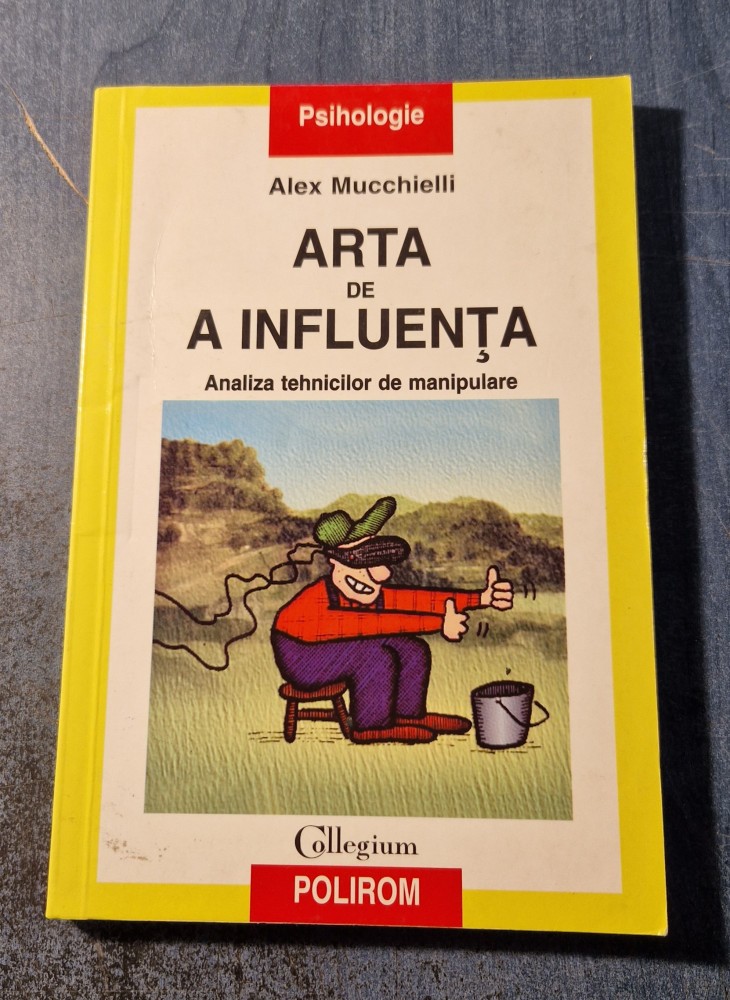 Psihologie
Alex Mucchielli
ARTA
DE
A INFLUENȚA
Analiza tehnicilor de manipulare
Collegium
POLIROM